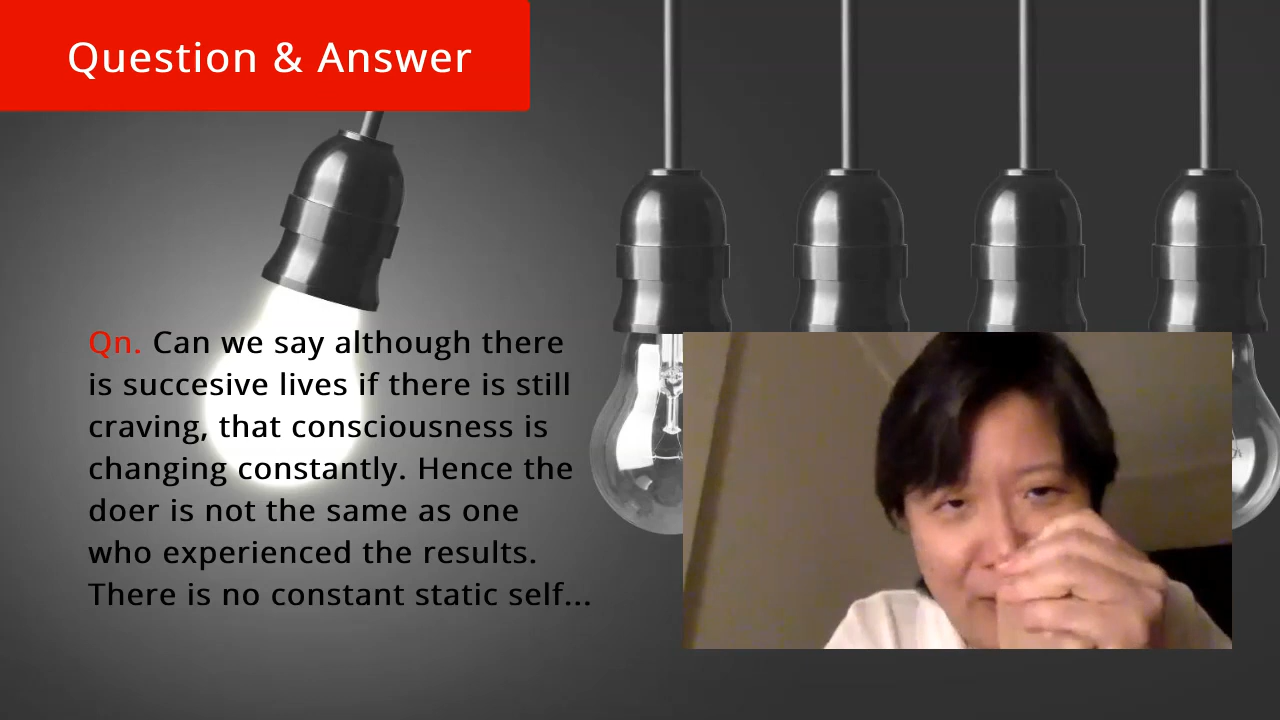 Question & Answer
Qn. Can we say although there
is succesive lives if there is still
craving, that consciousness is
changing constantly. Hence the
doer is not the same as one
who experienced the results.
There is no constant static self...